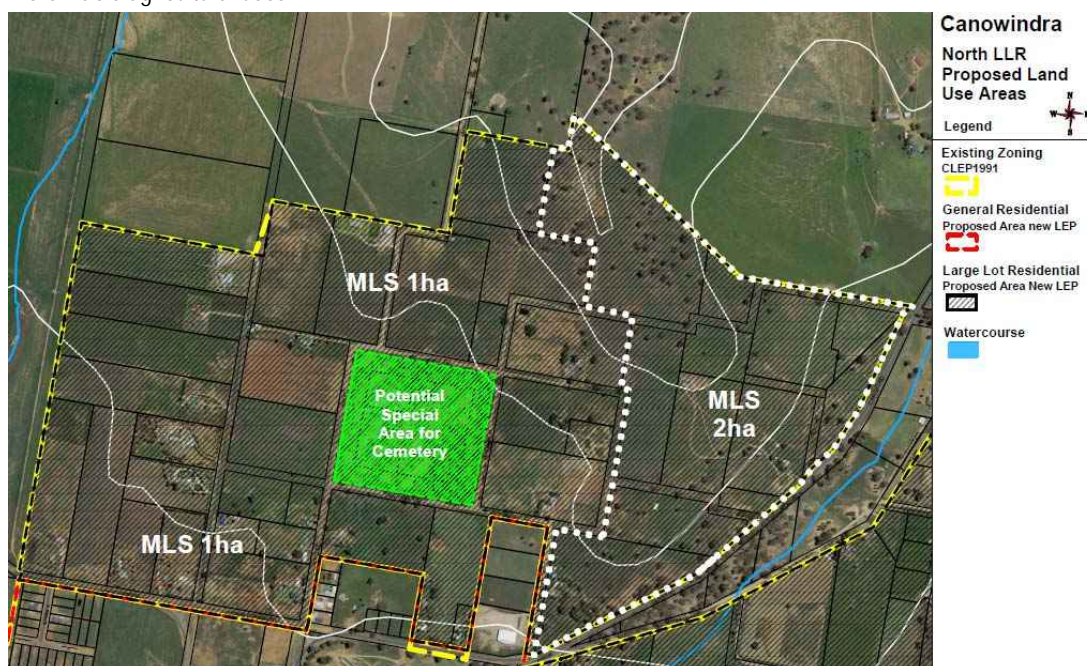 Canowindra
North LLR
Proposed Land
Use Areas
N
W
S
Legend
Existing Zoning
CLEP1991
General Residential
Proposed Area new LEP
Large Lot Residential
Proposed Area New LEP
Watercourse
MLS 1ha
Potential
Special
Area for
Cemetery
MLS
2ha
MLS 1ha